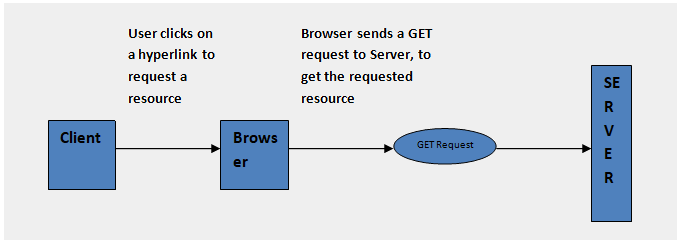 User clicks on
a hyperlink to
request a
resource
Browser sends a GET
request to Server, to
get the requested
resource
Client
Brows
er
GET Request
SE
R
V
E
R